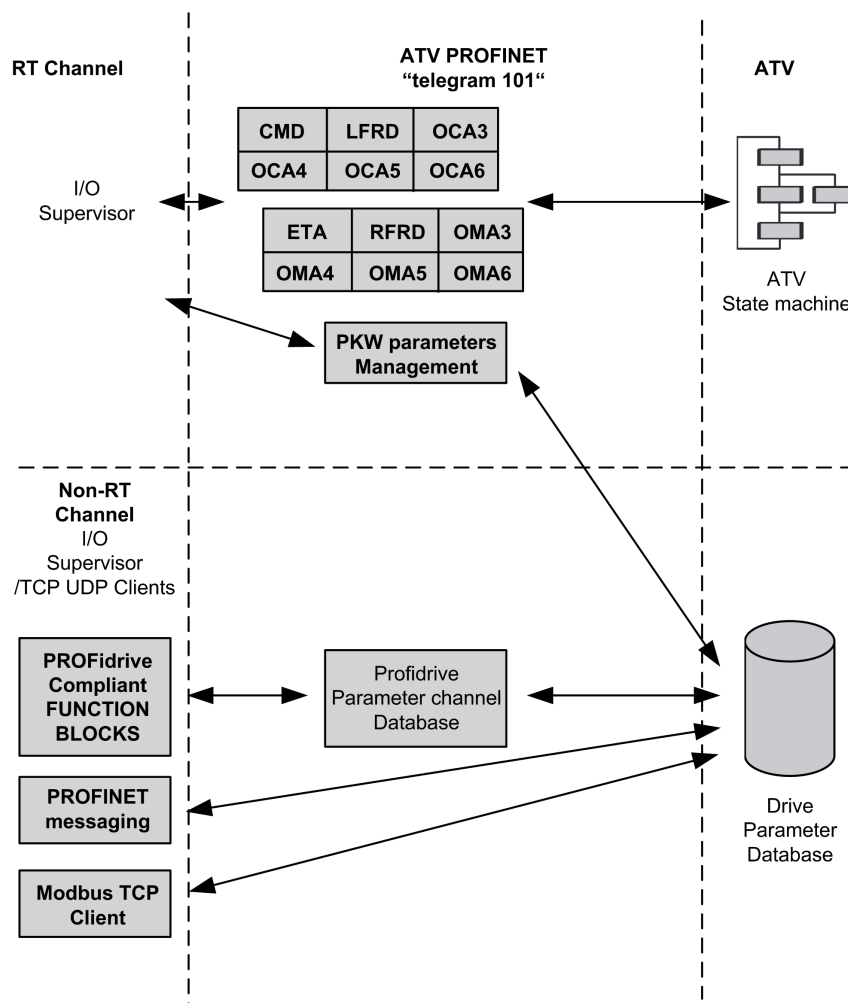 RT Channel
ATV PROFINET
“telegram 101“
ATV
CMD LFRD OCA3
OCA4 OCA5 OCA6
I/O
Supervisor
ETA RFRD OMA3
OMA4 OMA5 OMA6
ATV
State machine
PKW parameters
Management
Non-RT
Channel
I/O
Supervisor
/TCP UDP Clients
PROFidrive
Compliant
FUNCTION
BLOCKS
Profidrive
Parameter channel
Database
PROFINET
messaging
Modbus TCP
Client
Drive
Parameter
Database